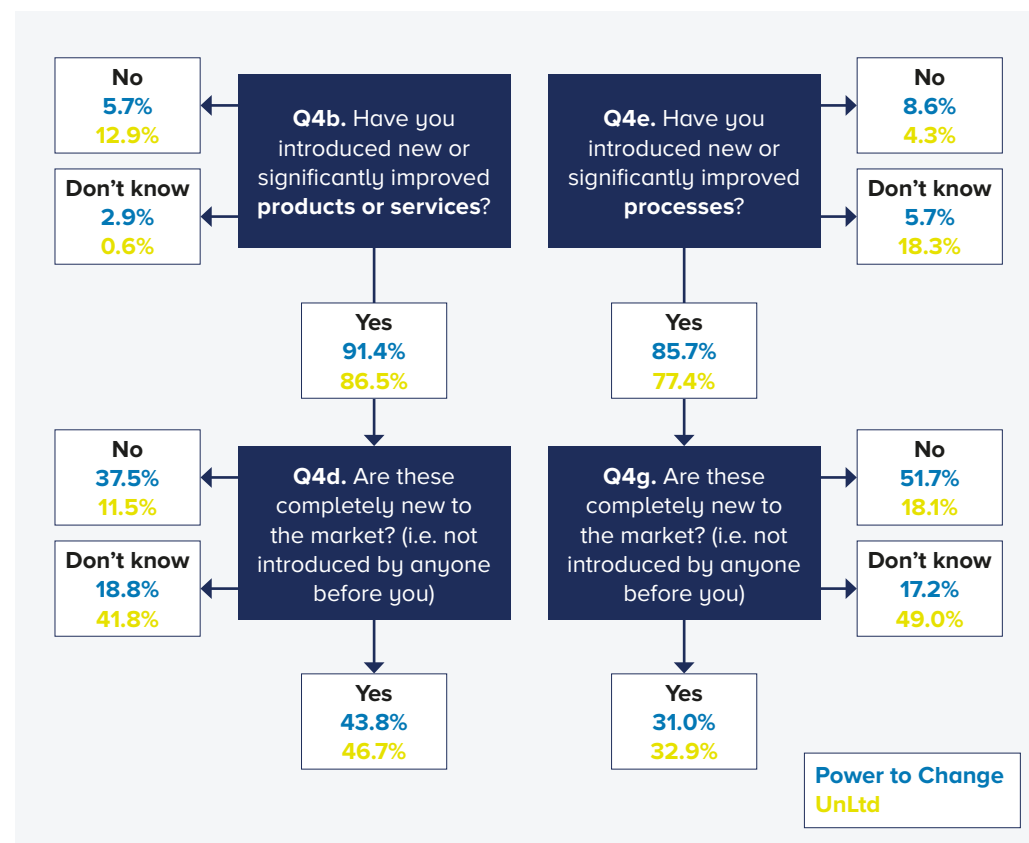 No
5.7%
12.9%
Don't know
2.9%
0.6%
Q4b. Have you
introduced new or
significantly improved
products or services?
Yes
91.4%
86.5%
No
37.5%
11.5%
Don't know
18.8%
41.8%
Q4d. Are these
completely new to
the market? (i.e. not
introduced by anyone
before you)
Yes
43.8%
46.7%
Q4e. Have you
introduced new or
significantly improved
processes?
No
8.6%
4.3%
Don't know
5.7%
18.3%
Yes
85.7%
77.4%
Q4g. Are these
completely new to
the market? (i.e. not
introduced by anyone
before you)
No
51.7%
18.1%
Don't know
17.2%
49.0%
Yes
31.0%
32.9%
Power to Change
UnLtd